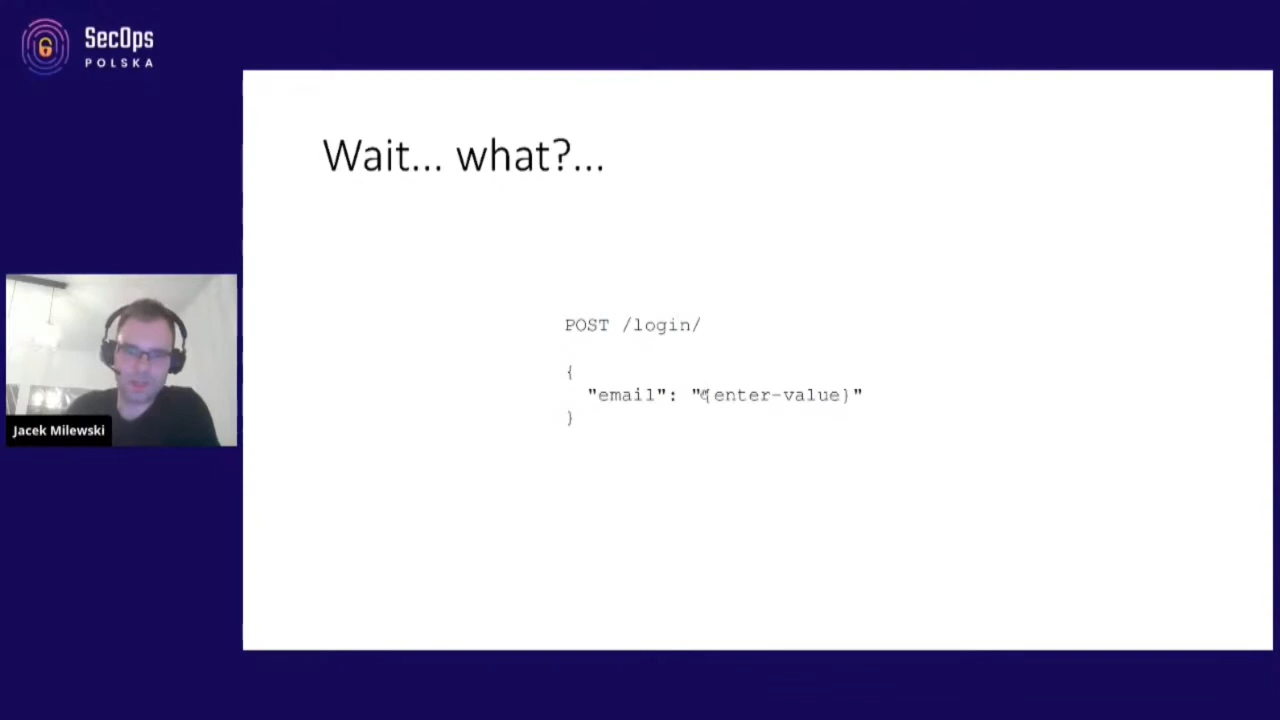 SecOps
POLSKA
Wait... what?...
POST /login/
{
"email": "{enter-value}"
}
Jacek Milewski